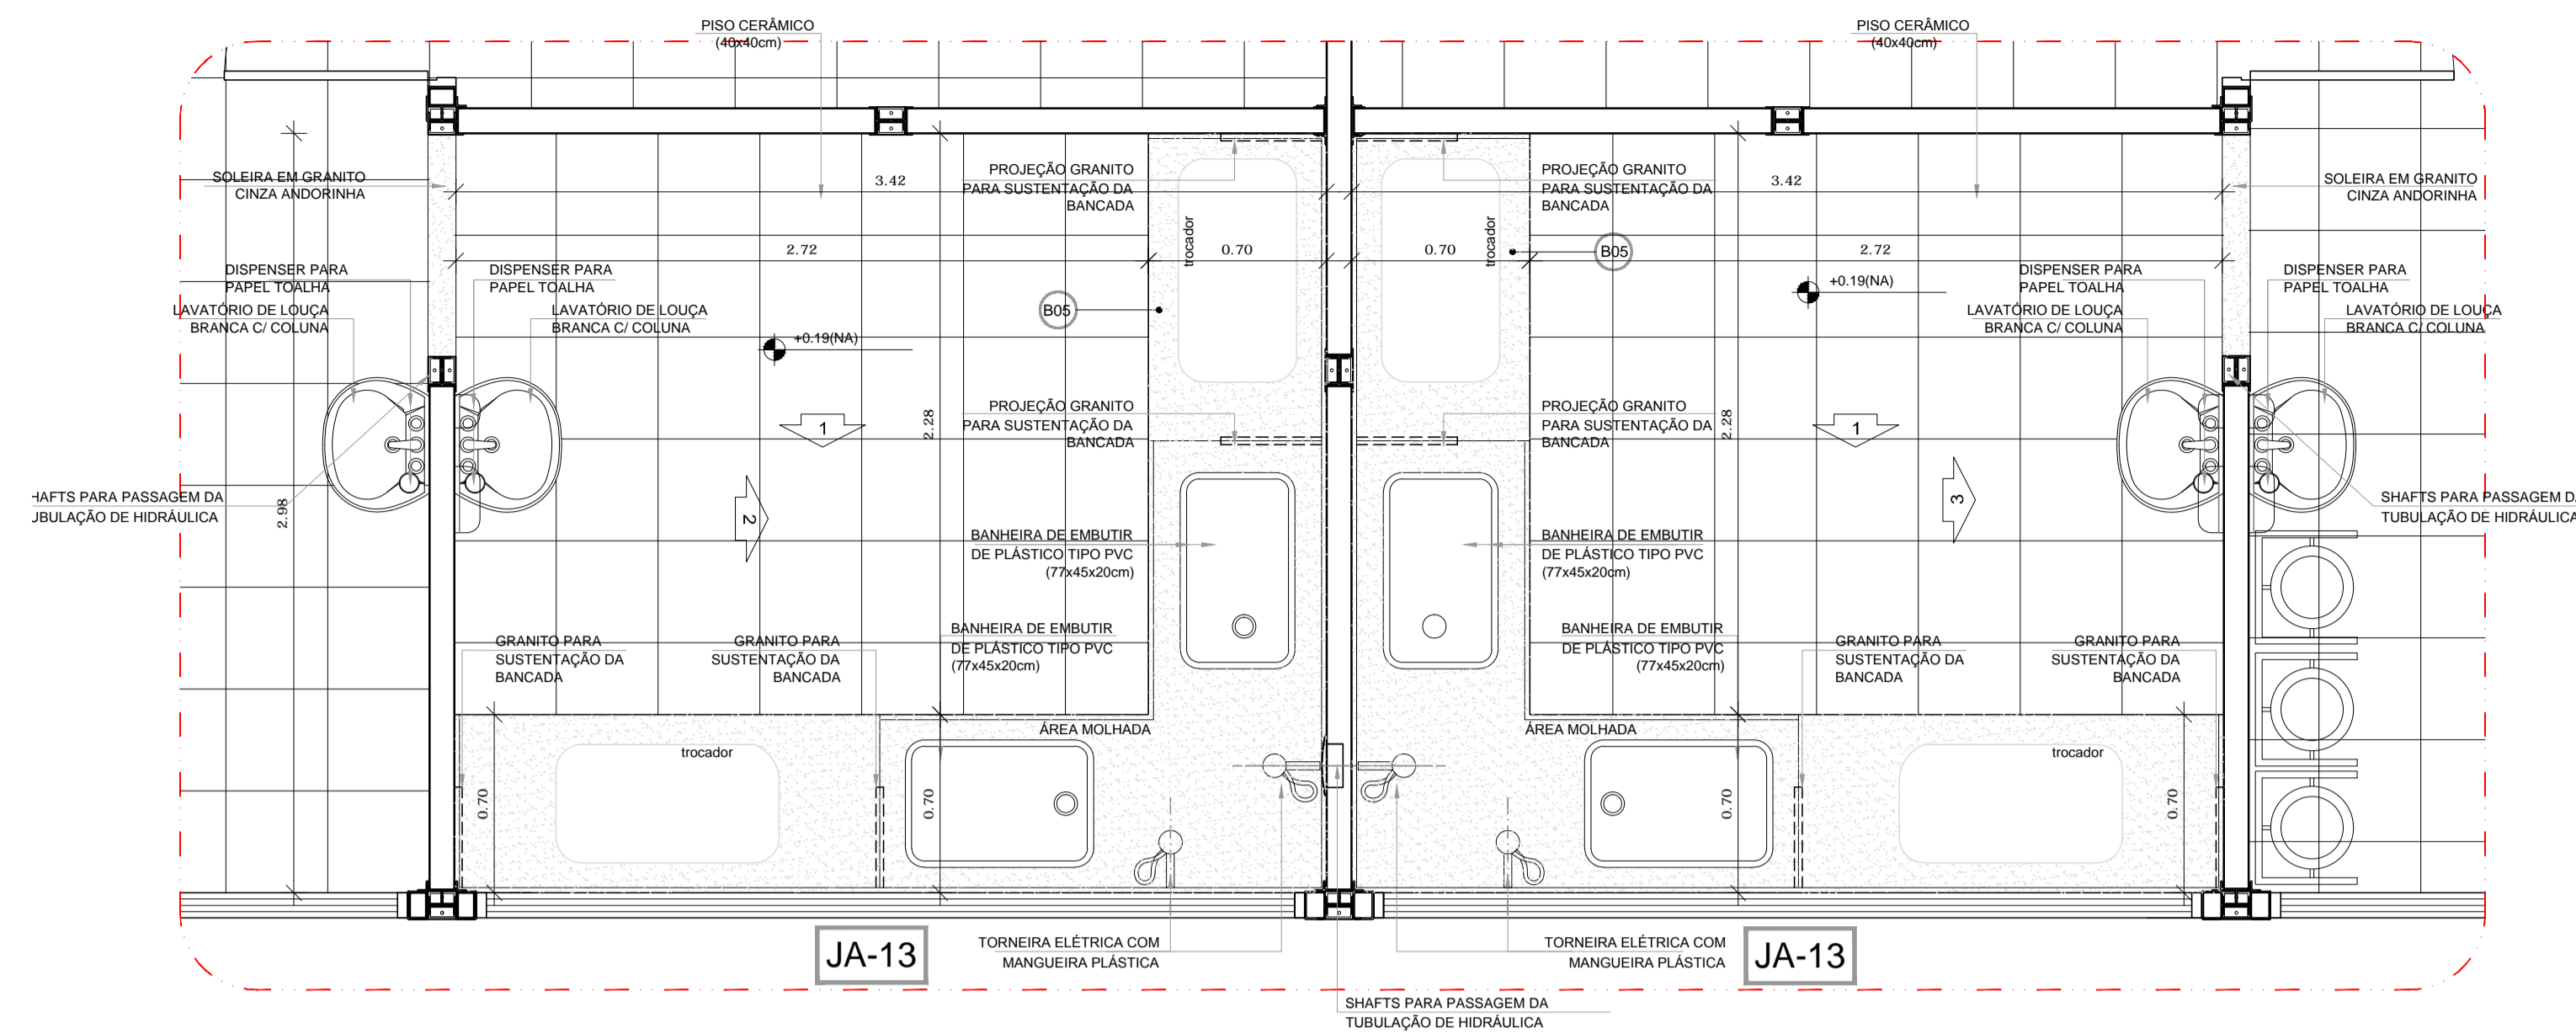 PISO CERÂMICO
(40x40cm)
PISO CERÂMICO
(40x40cm)
SOLEIRA EM GRANITO
CINZA ANDORINHA
3.42
PROJEÇÃO GRANITO
PARA SUSTENTAÇÃO DA
BANCADA
trocador
trocador
PROJEÇÃO GRANITO
PARA SUSTENTAÇÃO DA
BANCADA
3.42
SOLEIRA EM GRANITO
CINZA ANDORINHA
2.72
0.70
0.70
B05
2.72
DISPENSER PARA
PAPEL TOALHA
DISPENSER PARA
PAPEL TOALHA
LAVATÓRIO DE LOUÇA
BRANCA C/ COLUNA
LAVATÓRIO DE LOUÇA
BRANCA C/ COLUNA
B05
+0.19(NA)
+0.19(NA)
DISPENSER PARA
PAPEL TOALHA
DISPENSER PARA
PAPEL TOALHA
LAVATÓRIO DE LOUÇA
BRANCA C/ COLUNA
LAVATÓRIO DE LOUÇA
BRANCA C/ COLUNA
1
2.28
PROJEÇÃO GRANITO
PARA SUSTENTAÇÃO DA
BANCADA
PROJEÇÃO GRANITO
PARA SUSTENTAÇÃO DA
BANCADA
2.28
1
HAFTS PARA PASSAGEM DA
UBULAÇÃO DE HIDRÁULICA
2.98
2
3
SHAFTS PARA PASSAGEM DA
TUBULAÇÃO DE HIDRÁULICA
BANHEIRA DE EMBUTIR
DE PLÁSTICO TIPO PVC
(77x45x20cm)
BANHEIRA DE EMBUTIR
DE PLÁSTICO TIPO PVC
(77x45x20cm)
GRANITO PARA
SUSTENTAÇÃO DA
BANCADA
GRANITO PARA
SUSTENTAÇÃO DA
BANCADA
BANHEIRA DE EMBUTIR
DE PLÁSTICO TIPO PVC
(77x45x20cm)
BANHEIRA DE EMBUTIR
DE PLÁSTICO TIPO PVC
(77x45x20cm)
GRANITO PARA
SUSTENTAÇÃO DA
BANCADA
GRANITO PARA
SUSTENTAÇÃO DA
BANCADA
ÁREA MOLHADA
ÁREA MOLHADA
trocador
trocador
0.70
0.70
0.70
0.70
JA-13
TORNEIRA ELÉTRICA COM
MANGUEIRA PLÁSTICA
TORNEIRA ELÉTRICA COM
MANGUEIRA PLÁSTICA
JA-13
SHAFTS PARA PASSAGEM DA
TUBULAÇÃO DE HIDRÁULICA